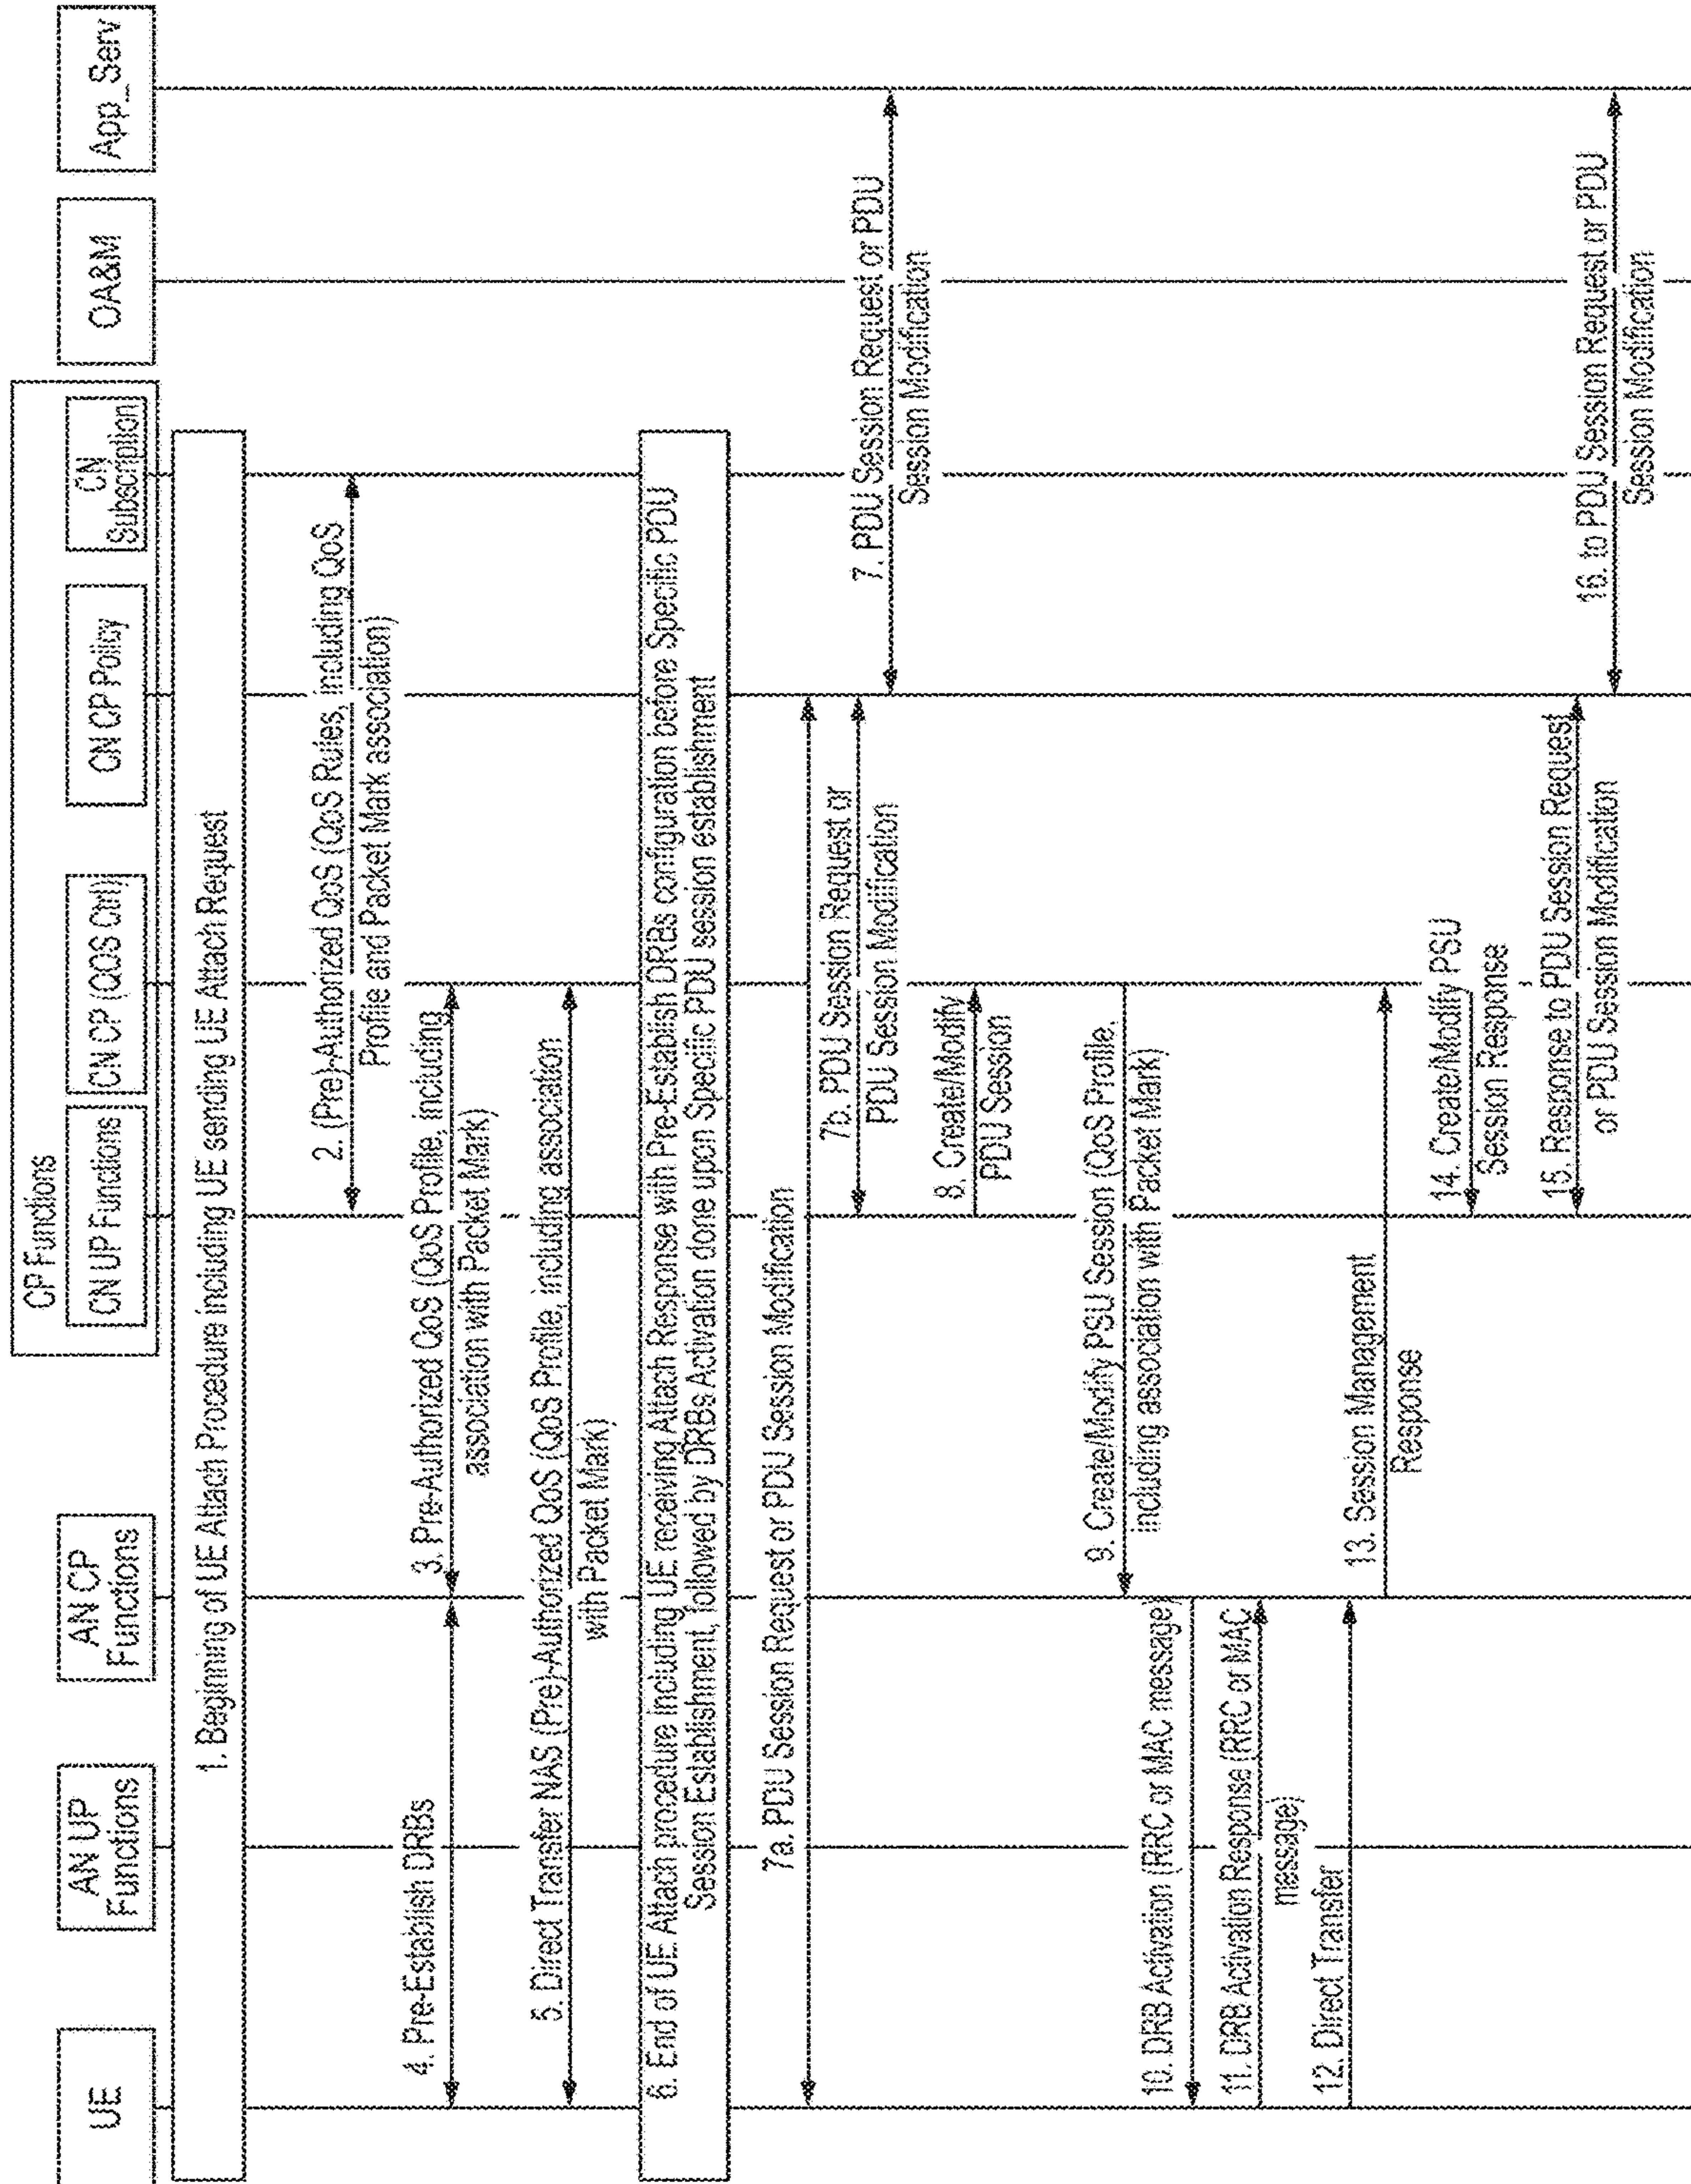 UE
AN UP
Functions
AN CP
Functions
CP Functions
CN UP Functions
CN CP (QOS Ctrl)
CN CP Policy
CN
Subscription
OA&M
App_Serv
1. Beginning of UE Attach Procedure including UE sending UE Attach Request
2. (Pre)-Authorized QoS (QoS Rules, including QoS
Profile and Packet Mark association)
3. Pre-Authorized QoS (QoS Profile, including
association with Packet Mark)
4. Pre-Establish DRBs
5. Direct Transfer NAS (Pre)-Authorized QoS (QoS Profile, including association
with Packet Mark)
6. End of UE Attach procedure including UE receiving Attach Response with Pre-Establish DRBs configuration before Specific PDU
Session Establishment, followed by DRBs Activation done upon Specific PDU session establishment
7a. PDU Session Request or PDU Session Modification
7b. PDU Session Request or
PDU Session Modification
7. PDU Session Request or PDU
Session Modification
8. Create/Modify
PDU Session
9. Create/Modify PSU Session (QoS Profile,
including association with Packet Mark)
10. DRB Activation (RRC or MAC message)
11. DRB Activation Response (RRC or MAC
message)
12. Direct Transfer
13. Session Management
Response
14. Create/Modify PSU
Session Response
15. Response to PDU Session Request
or PDU Session Modification
16. to PDU Session Request or PDU
Session Modification